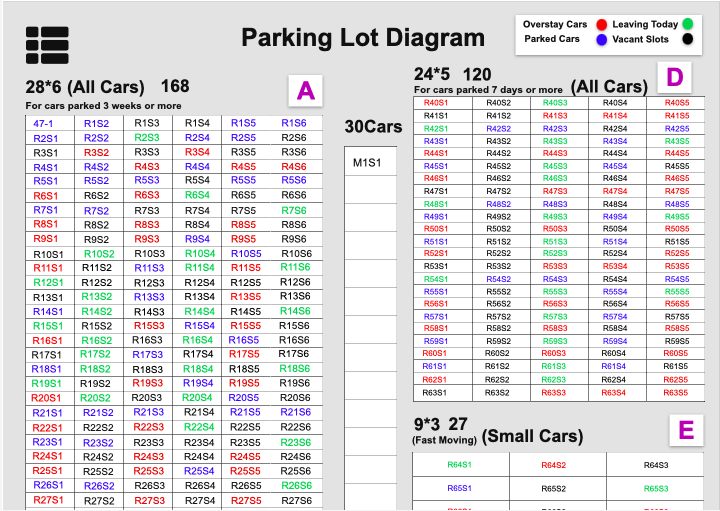 Parking Lot Diagram
Overstay Cars Leaving Today
Parked Cars Vacant Slots
28*6 (All Cars) 168
For cars parked 3 weeks or more
A
47-1 R1S2 R1S3 R1S4 R1S5 R1S6
R2S1 R2S2 R2S3 R2S4 R2S5 R2S6
R3S1 R3S2 R3S3 R3S4 R3S5 R3S6
R4S1 R4S2 R4S3 R4S4 R4S5 R4S6
R5S1 R5S2 R5S3 R5S4 R5S5 R5S6
R6S1 R6S2 R6S3 R6S4 R6S5 R6S6
R7S1 R7S2 R7S3 R7S4 R7S5 R7S6
R8S1 R8S2 R8S3 R8S4 R8S5 R8S6
R9S1 R9S2 R9S3 R9S4 R9S5 R9S6
R10S1 R10S2 R10S3 R10S4 R10S5 R10S6
R11S1 R11S2 R11S3 R11S4 R11S5 R11S6
R12S1 R12S2 R12S3 R12S4 R12S5 R12S6
R13S1 R13S2 R13S3 R13S4 R13S5 R13S6
R14S1 R14S2 R14S3 R14S4 R14S5 R14S6
R15S1 R15S2 R15S3 R15S4 R15S5 R15S6
R16S1 R16S2 R16S3 R16S4 R16S5 R16S6
R17S1 R17S2 R17S3 R17S4 R17S5 R17S6
R18S1 R18S2 R18S3 R18S4 R18S5 R18S6
R19S1 R19S2 R19S3 R19S4 R19S5 R19S6
R20S1 R20S2 R20S3 R20S4 R20S5 R20S6
R21S1 R21S2 R21S3 R21S4 R21S5 R21S6
R22S1 R22S2 R22S3 R22S4 R22S5 R22S6
R23S1 R23S2 R23S3 R23S4 R23S5 R23S6
R24S1 R24S2 R24S3 R24S4 R24S5 R24S6
R25S1 R25S2 R25S3 R25S4 R25S5 R25S6
R26S1 R26S2 R26S3 R26S4 R26S5 R26S6
R27S1 R27S2 R27S3 R27S4 R27S5 R27S6
30Cars
M1S1
24*5 120
For cars parked 7 days or more (All Cars)
D
R40S1 R40S2 R40S3 R40S4 R40S5
R41S1 R41S2 R41S3 R41S4 R41S5
R42S1 R42S2 R42S3 R42S4 R42S5
R43S1 R43S2 R43S3 R43S4 R43S5
R44S1 R44S2 R44S3 R44S4 R44S5
R45S1 R45S2 R45S3 R45S4 R45S5
R46S1 R46S2 R46S3 R46S4 R46S5
R47S1 R47S2 R47S3 R47S4 R47S5
R48S1 R48S2 R48S3 R48S4 R48S5
R49S1 R49S2 R49S3 R49S4 R49S5
R50S1 R50S2 R50S3 R50S4 R50S5
R51S1 R51S2 R51S3 R51S4 R51S5
R52S1 R52S2 R52S3 R52S4 R52S5
R53S1 R53S2 R53S3 R53S4 R53S5
R54S1 R54S2 R54S3 R54S4 R54S5
R55S1 R55S2 R55S3 R55S4 R55S5
R56S1 R56S2 R56S3 R56S4 R56S5
R57S1 R57S2 R57S3 R57S4 R57S5
R58S1 R58S2 R58S3 R58S4 R58S5
R59S1 R59S2 R59S3 R59S4 R59S5
R60S1 R60S2 R60S3 R60S4 R60S5
R61S1 R61S2 R61S3 R61S4 R61S5
R62S1 R62S2 R62S3 R62S4 R62S5
R63S1 R63S2 R63S3 R63S4 R63S5
9*3 27
(Fast Moving) (Small Cars)
E
R64S1 R64S2 R64S3
R65S1 R65S2 R65S3